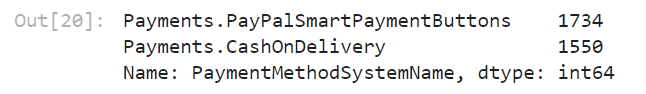 Out[20]: Payments.PayPalSmartPaymentButtons 1734
Payments.CashOnDelivery 1550
Name: PaymentMethodSystemName, dtype: int64